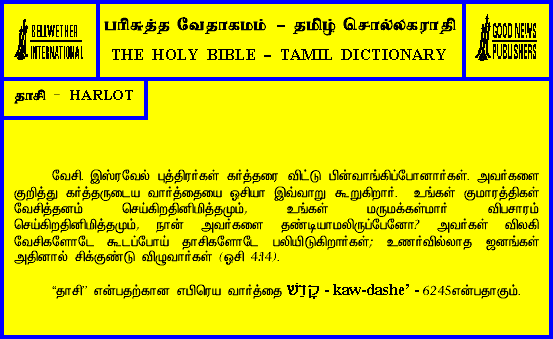 BELLWETHER
INTERNATIONAL
பரிசுத்த வேதாகமம் – தமிழ் சொல்லகராதி
THE HOLY BIBLE – TAMIL DICTIONARY
GOOD NEWS
PUBLISHERS
தாசி - HARLOT
வேசி. இஸ்ரவேல் புத்திரர்கள் கர்த்தரை விட்டு பின்வாங்கிப்போனார்கள். அவர்களை
குறித்து கர்த்தருடைய வார்த்தையை ஓசியா இவ்வாறு கூறுகிறார். உங்கள் குமாரத்திகள்
வேசித்தனம் செய்கிறதினிமித்தமும், உங்கள் மருமக்கள்மார் விபசாரம்
செய்கிறதினிமித்தமும், நான் அவர்களை தண்டியாமலிருப்பேனோ? அவர்கள் விலகி
வேசிகளோடே கூடப்போய் தாசிகளோடே பலியிடுகிறார்கள்; உணர்வில்லாத ஜனங்கள்
அதினால் சிக்குண்டு விழுவார்கள் (ஓசி 4:14).
“தாசி” என்பதற்கான எபிரெய வார்த்தை קָדֵשׁ - kaw-dashe’ - 6245என்பதாகும்.